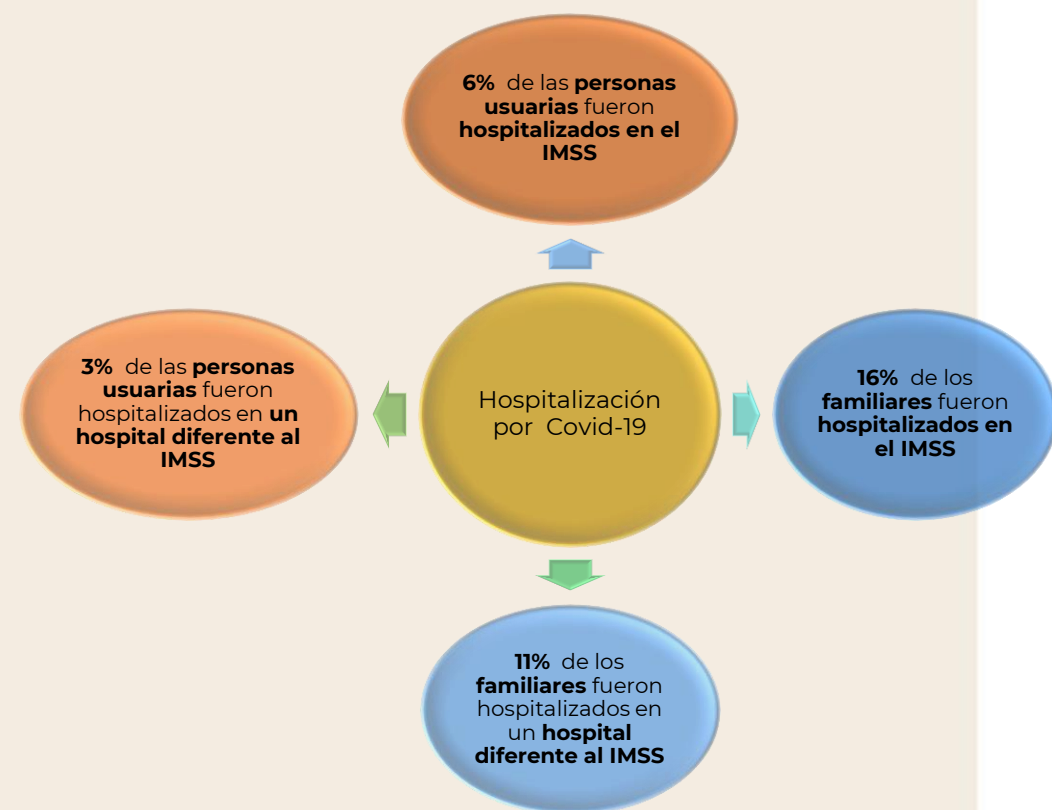 6% de las personas
usuarias fueron
hospitalizados en el
IMSS
3% de las personas
usuarias fueron
hospitalizados en un
hospital diferente al
IMSS
Hospitalización
por Covid-19
16% de los
familiares fueron
hospitalizados en
el IMSS
11% de los
familiares fueron
hospitalizados en
un hospital
diferente al IMSS